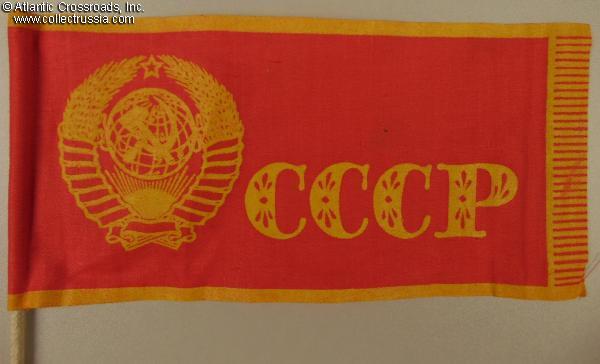 © Atlantic Crossroads, Inc.
www.collectrussia.com
СССР